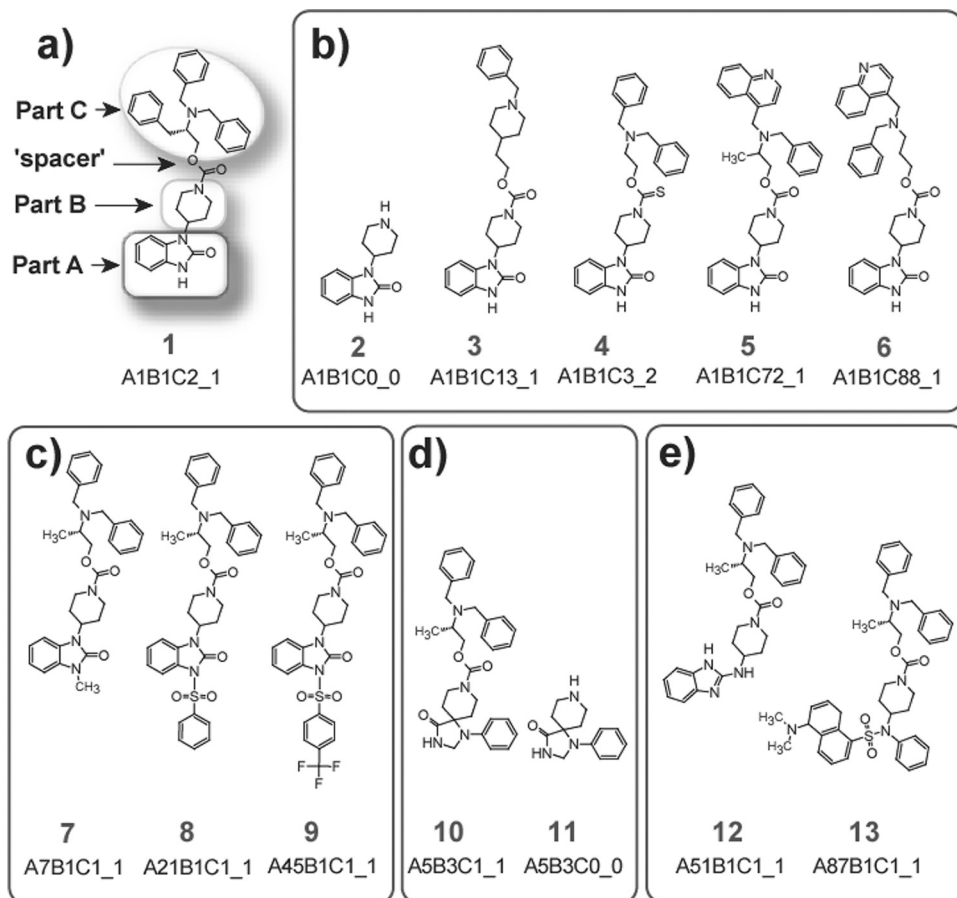 a)
Part C
'spacer'
Part B
Part A
N
O
O
N
N
O
N
H
1
A1B1C2_1
b)
H
N
N
O
N
H
2
A1B1C0_0
N
O
O
N
N
O
N
H
3
A1B1C13_1
N
O
S
N
N
O
N
H
4
A1B1C3_2
N
N
H₃C
O
O
N
N
O
N
H
5
A1B1C72_1
N
N
O
O
N
N
O
N
H
6
A1B1C88_1
c)
N
H₃C
O
O
N
N
O
N
CH₃
7
A7B1C1_1
N
H₃C
O
O
N
N
O
N
O=S=O
8
A21B1C1_1
N
H₃C
O
O
N
N
O
N
O=S=O
F
F
F
9
A45B1C1_1
d)
N
H₃C
O
O
N
O
N
HN
10
A5B3C1_1
H
N
O
N
HN
11
A5B3C0_0
e)
N
H₃C
O
O
N
H
N
NH
N
12
A51B1C1_1
N
H₃C
O
O
N
H₃C
N
CH₃
O
S
N
O
13
A87B1C1_1